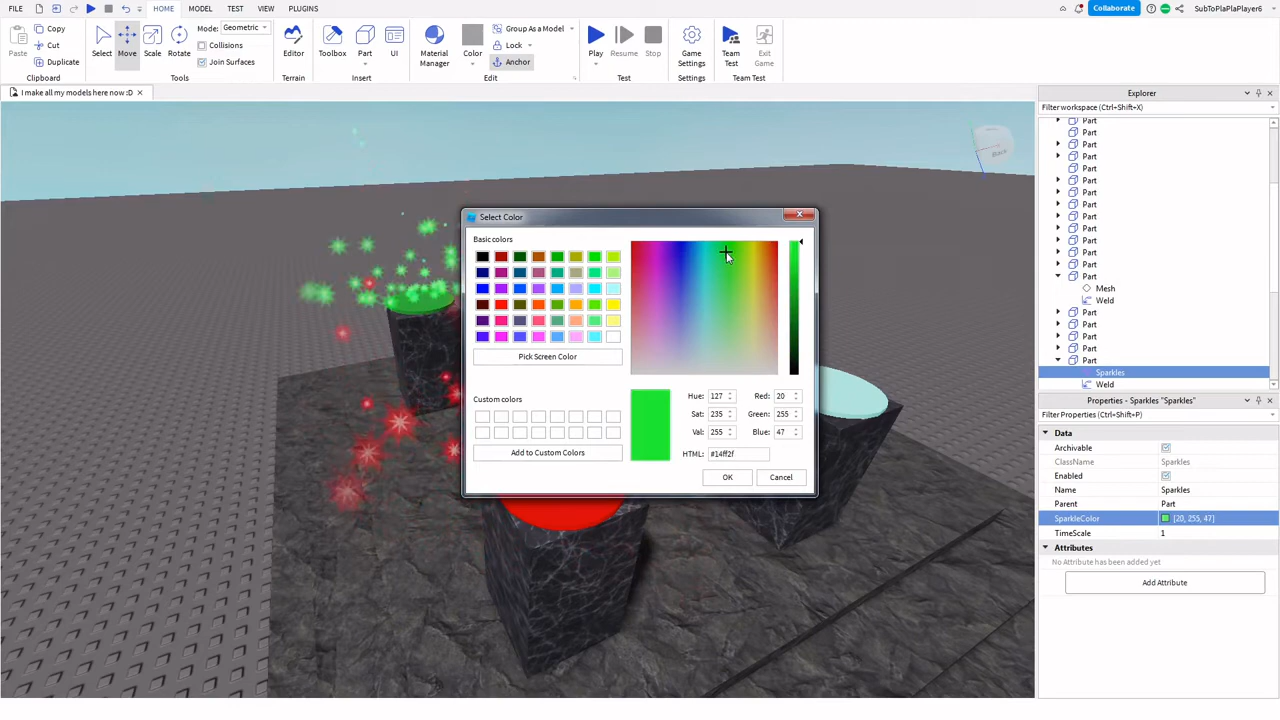 FILE HOME MODEL TEST VIEW PLUGINS Collaborate SubToPlaPlaPlayer6
Copy Cut Duplicate Paste
Clipboard
Select Move Scale Rotate
Mode: Geometric
Collisions
Join Surfaces
Tools
Editor
Terrain
Toolbox Part UI
Insert
Material Manager
Color
Group As a Model
Lock
Anchor
Edit
Play Resume Stop
Test
Game Settings
Settings
Team Test
Exit Game
Team Test
I make all my models here now :D
Back
Select Color
Basic colors
Pick Screen Color
Custom colors
Add to Custom Colors
Hue: 127 Red: 20
Sat: 235 Green: 255
Val: 255 Blue: 47
HTML: #14ff2f
OK Cancel
Explorer
Filter workspace (Ctrl+Shift+X)
Part
Part
Part
Part
Part
Part
Part
Part
Part
Part
Part
Part
Part
Part
Mesh
Weld
Part
Part
Part
Part
Part
Sparkles
Weld
Properties - Sparkles "Sparkles"
Filter Properties (Ctrl+Shift+P)
Data
Archivable
ClassName Sparkles
Enabled
Name Sparkles
Parent Part
SparkleColor [20, 255, 47]
TimeScale 1
Attributes
No Attribute has been added yet
Add Attribute